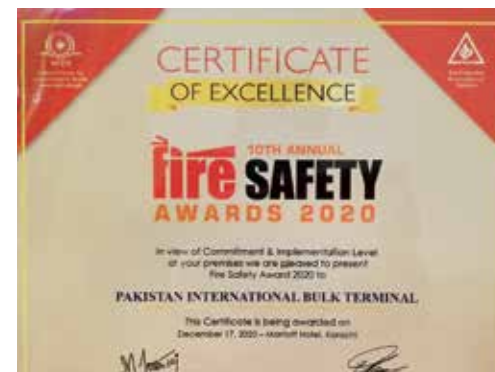 CERTIFICATE
OF EXCELLENCE
10TH ANNUAL
fire SAFETY
AWARDS 2020
In view of Commitment & Implementation Level
at your premises we are pleased to present
Fire Safety Award 2020 to
PAKISTAN INTERNATIONAL BULK TERMINAL
This Certificate is being awarded on
December 17, 2020 – Marriott Hotel, Karachi